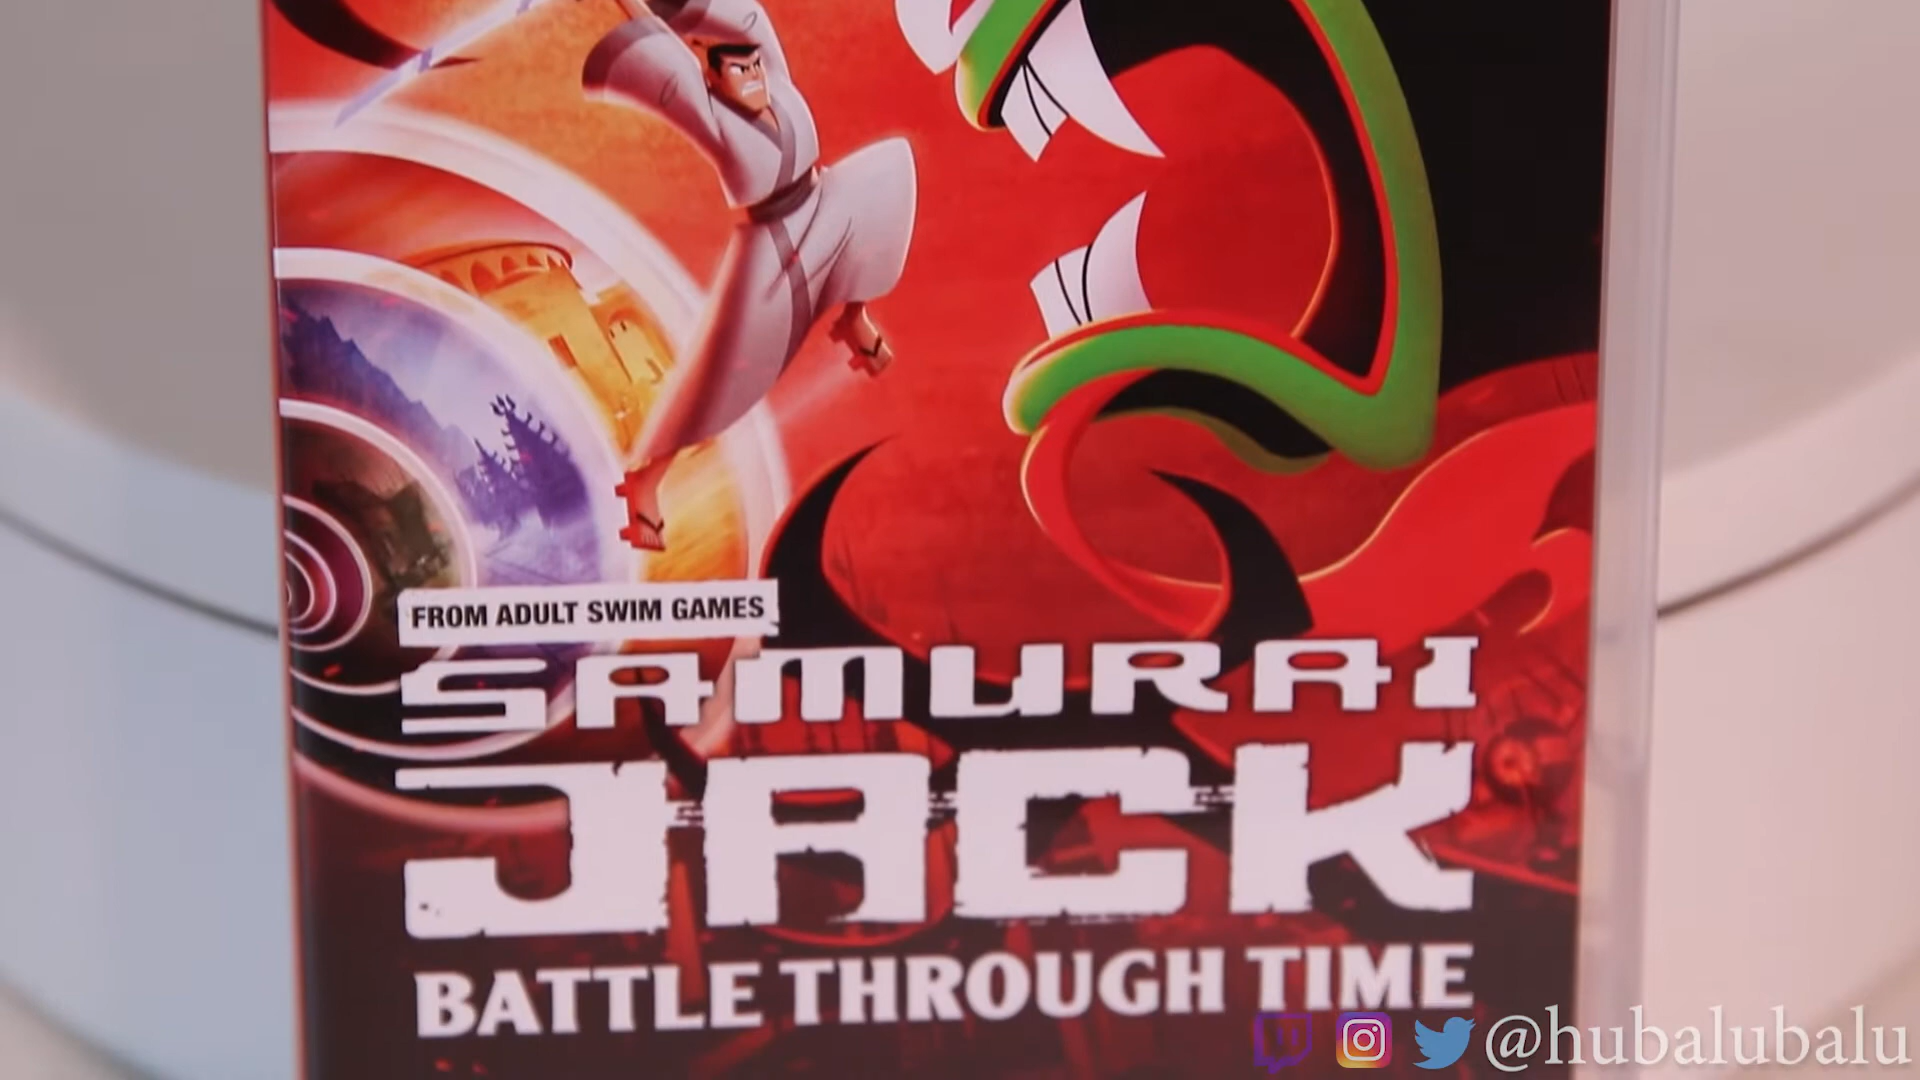 FROM ADULT SWIM GAMES
SAMURAI
JACK
BATTLE THROUGH TIME
@hubalubalu